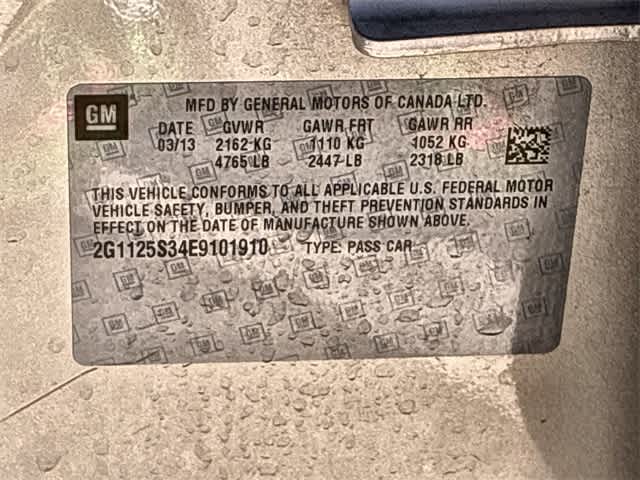 GM
MFD BY GENERAL MOTORS OF CANADA LTD.
DATE GVWR GAWR FRT GAWR RR
03/13 2162 KG 1110 KG 1052 KG
4765 LB 2447 LB 2318 LB
THIS VEHICLE CONFORMS TO ALL APPLICABLE U.S. FEDERAL MOTOR
VEHICLE SAFETY, BUMPER, AND THEFT PREVENTION STANDARDS IN
EFFECT ON THE DATE OF MANUFACTURE SHOWN ABOVE.
2G1125S34E9101910 TYPE: PASS CAR